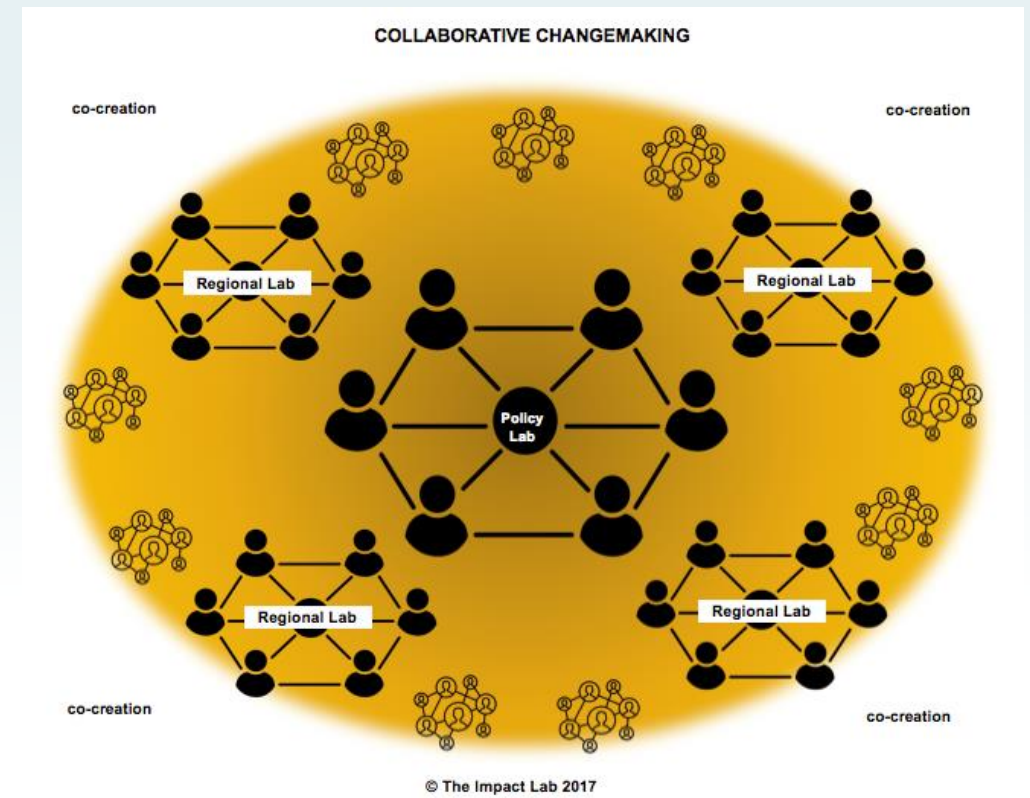 COLLABORATIVE CHANGEMAKING
co-creation
co-creation
Regional Lab
Regional Lab
Policy
Lab
Regional Lab
Regional Lab
co-creation
co-creation
© The Impact Lab 2017